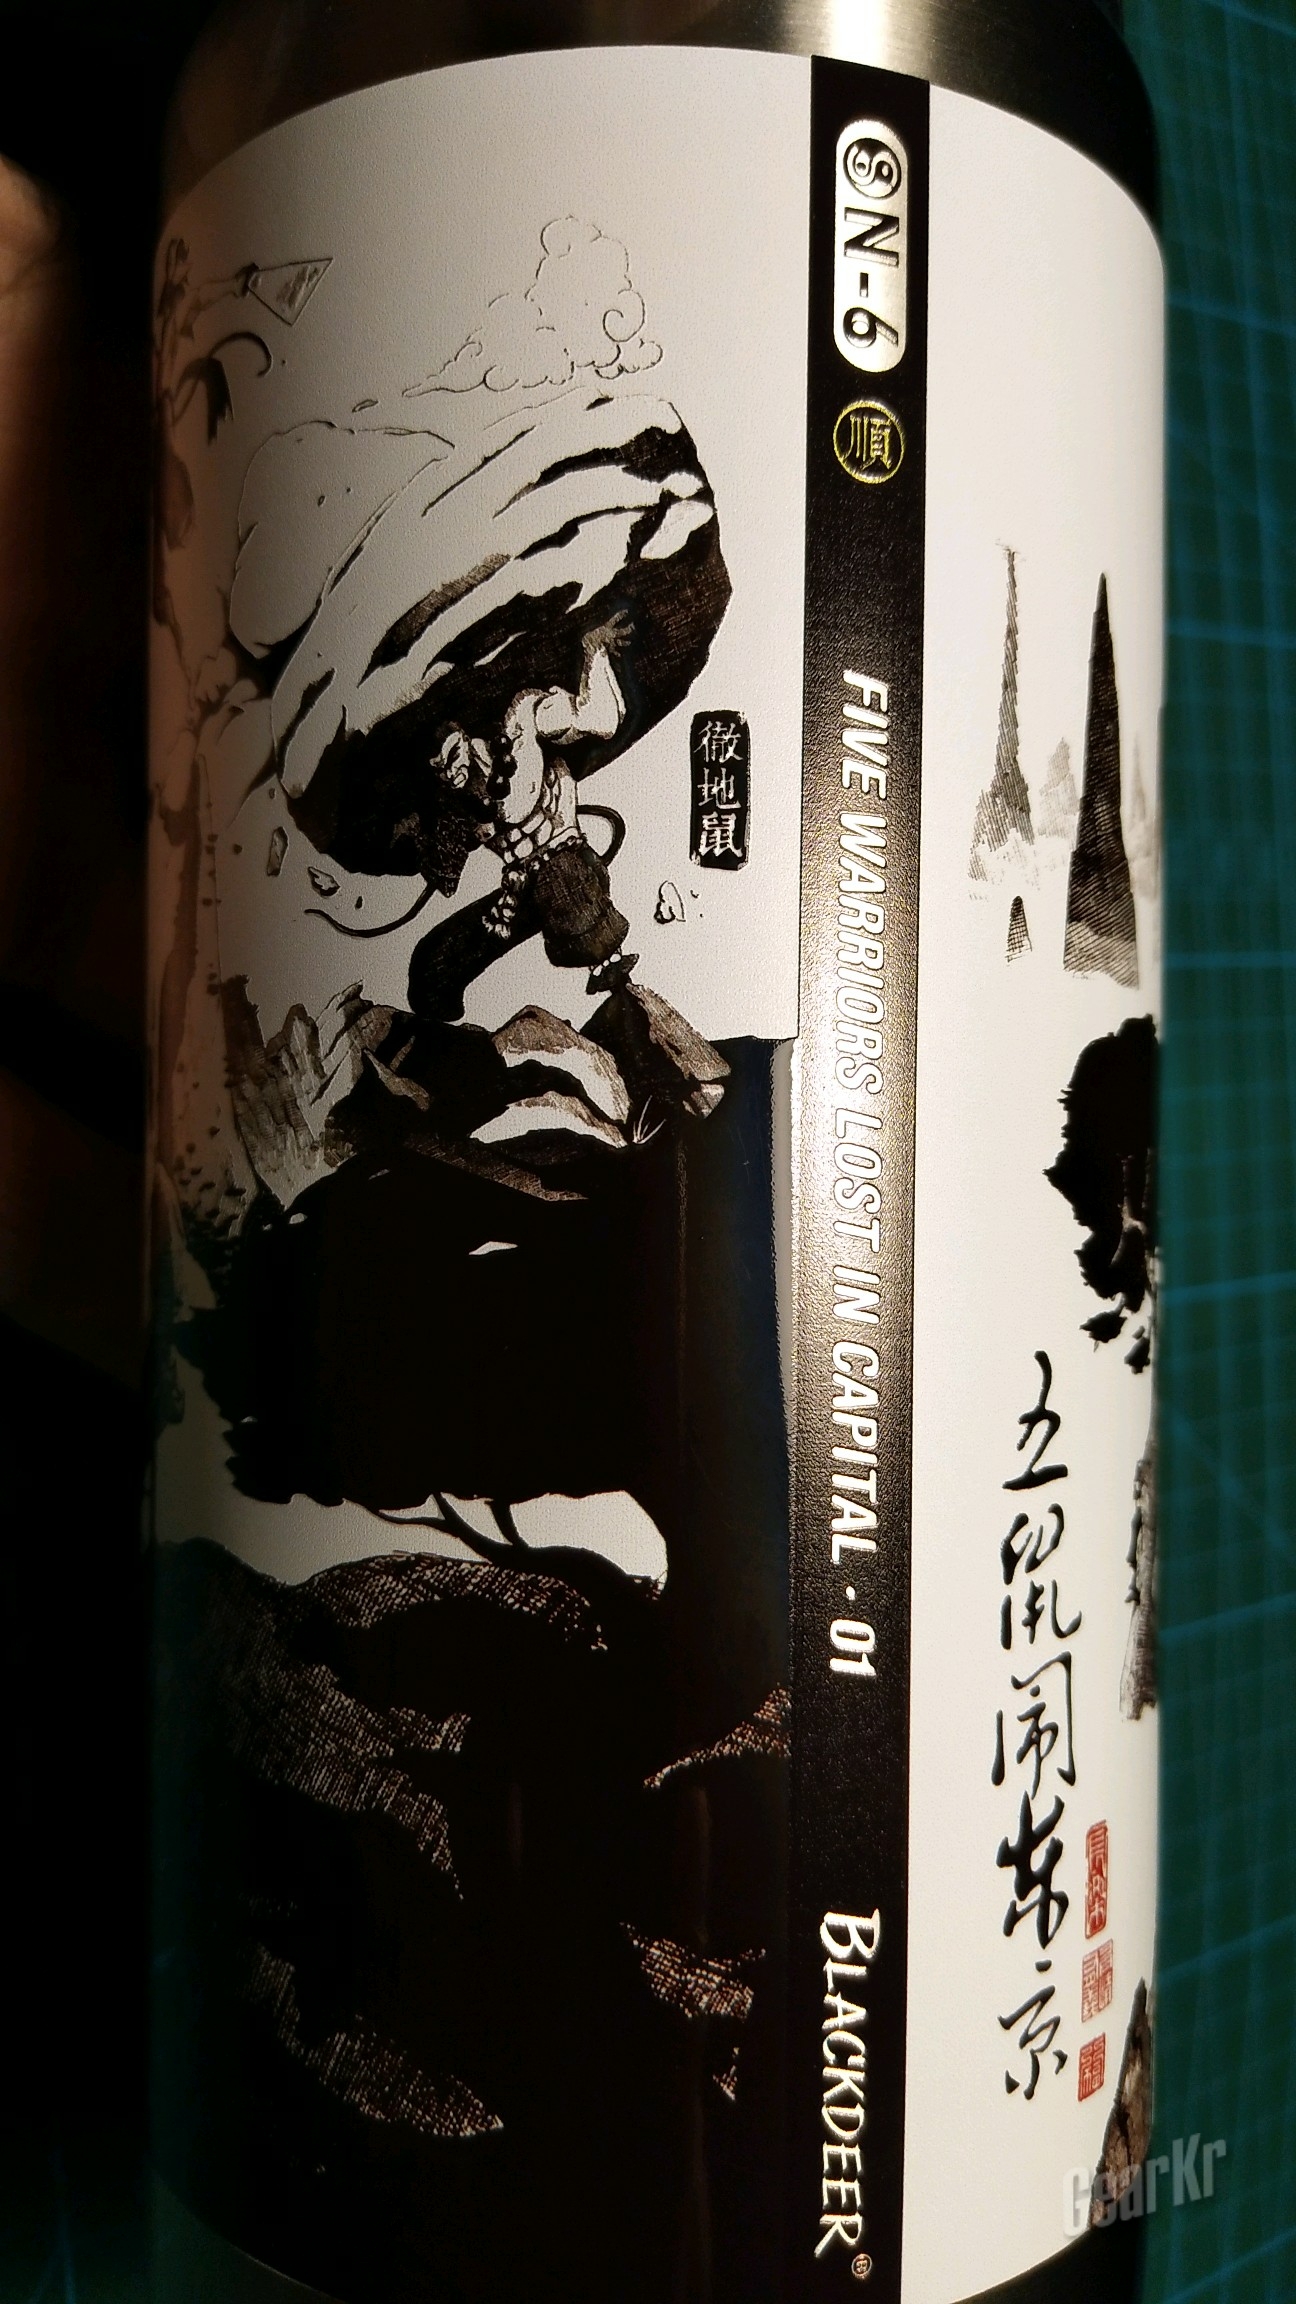 N-6
順
FIVE WARRIORS LOST IN CAPITAL · 01
BLACKDEER®
徹地鼠
五鼠闹东京
GearKr